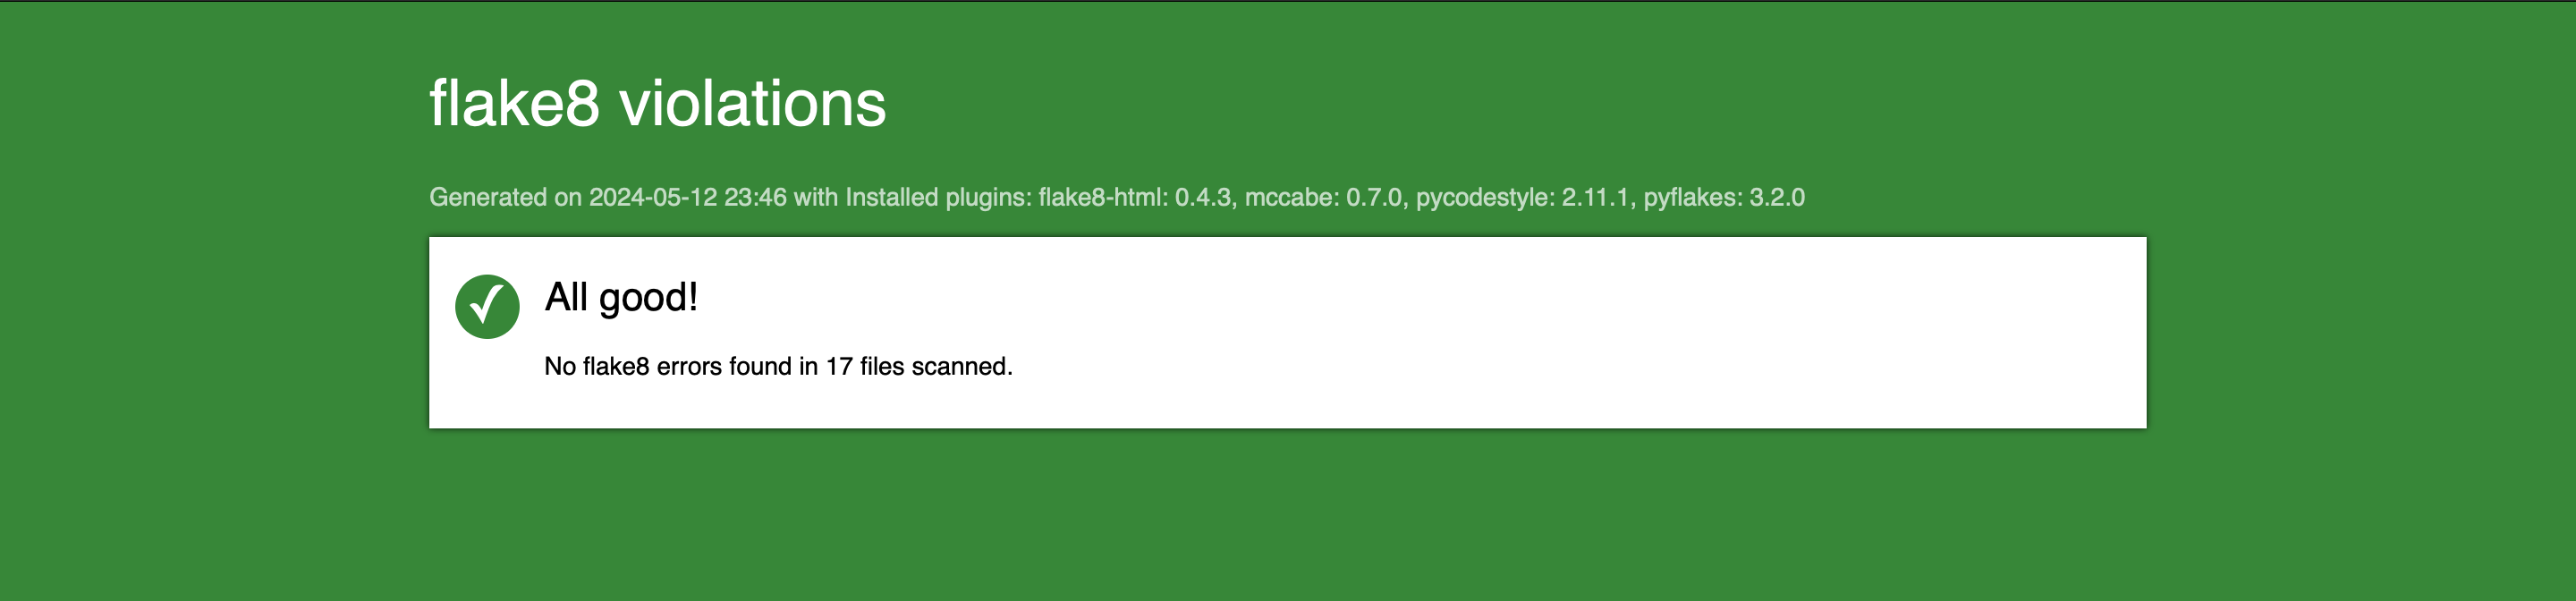 flake8 violations
Generated on 2024-05-12 23:46 with Installed plugins: flake8-html: 0.4.3, mccabe: 0.7.0, pycodestyle: 2.11.1, pyflakes: 3.2.0
All good!
No flake8 errors found in 17 files scanned.